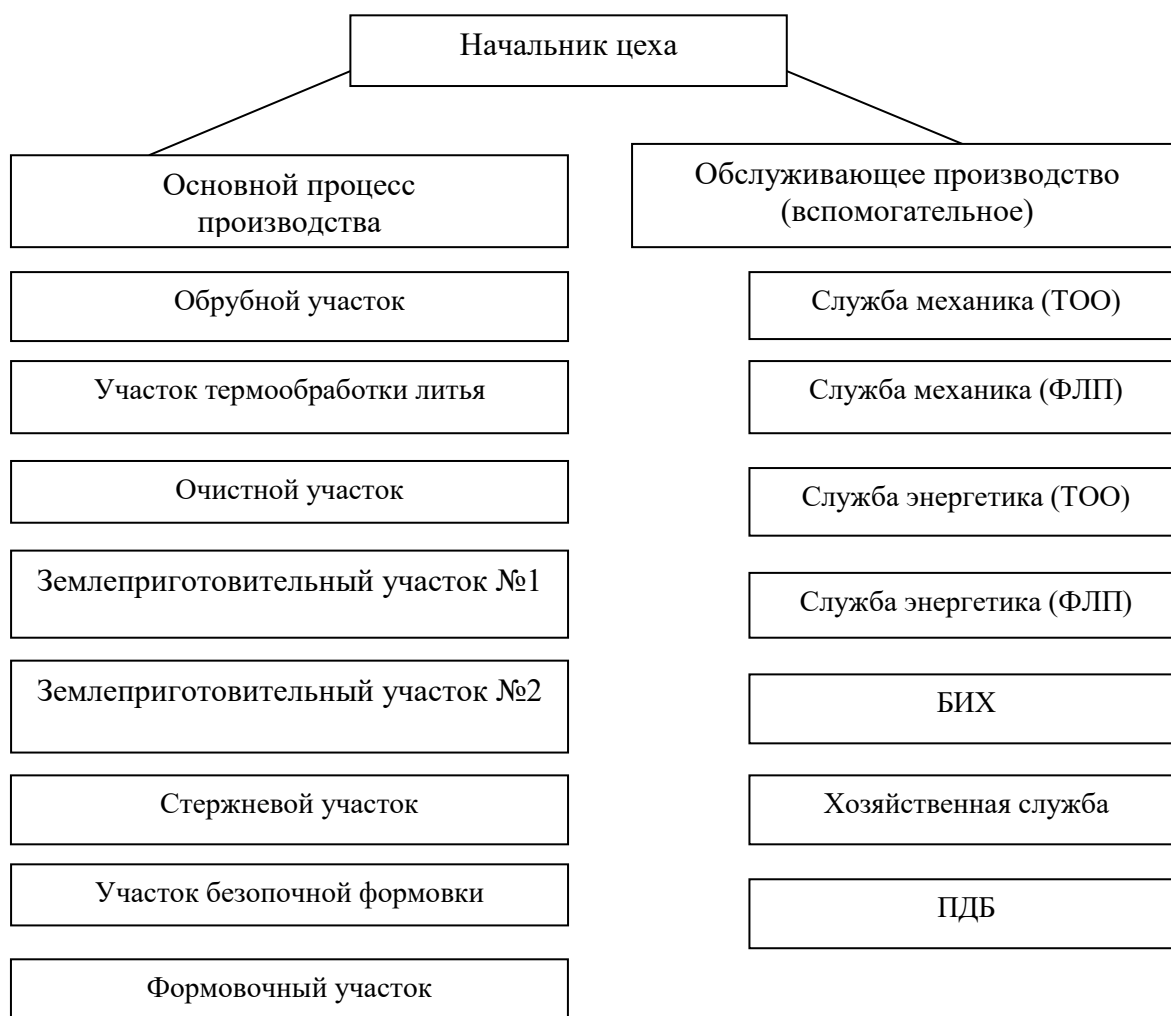 Начальник цеха
Основной процесс
производства
Обслуживающее производство
(вспомогательное)
Обрубной участок
Участок термообработки литья
Очистной участок
Землеприготовительный участок №1
Землеприготовительный участок №2
Стержневой участок
Участок безопочной формовки
Формовочный участок
Служба механика (ТОО)
Служба механика (ФЛП)
Служба энергетика (ТОО)
Служба энергетика (ФЛП)
БИХ
Хозяйственная служба
ПДБ